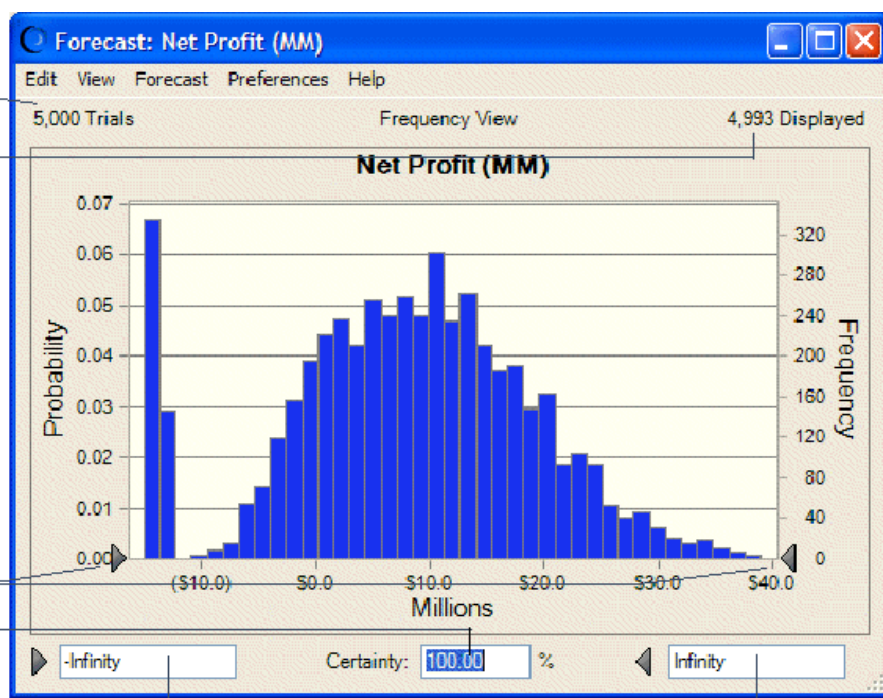 Forecast: Net Profit (MM)
Edit View Forecast Preferences Help
5,000 Trials Frequency View 4,993 Displayed
Net Profit (MM)
0.07
0.06
0.05
0.04
0.03
0.02
0.01
0.00
Probability
320
280
240
200
160
120
80
40
0
Frequency
($10.0) $0.0 $10.0 $20.0 $30.0 $40.0
Millions
-Infinity Certainty: 100.00 % Infinity